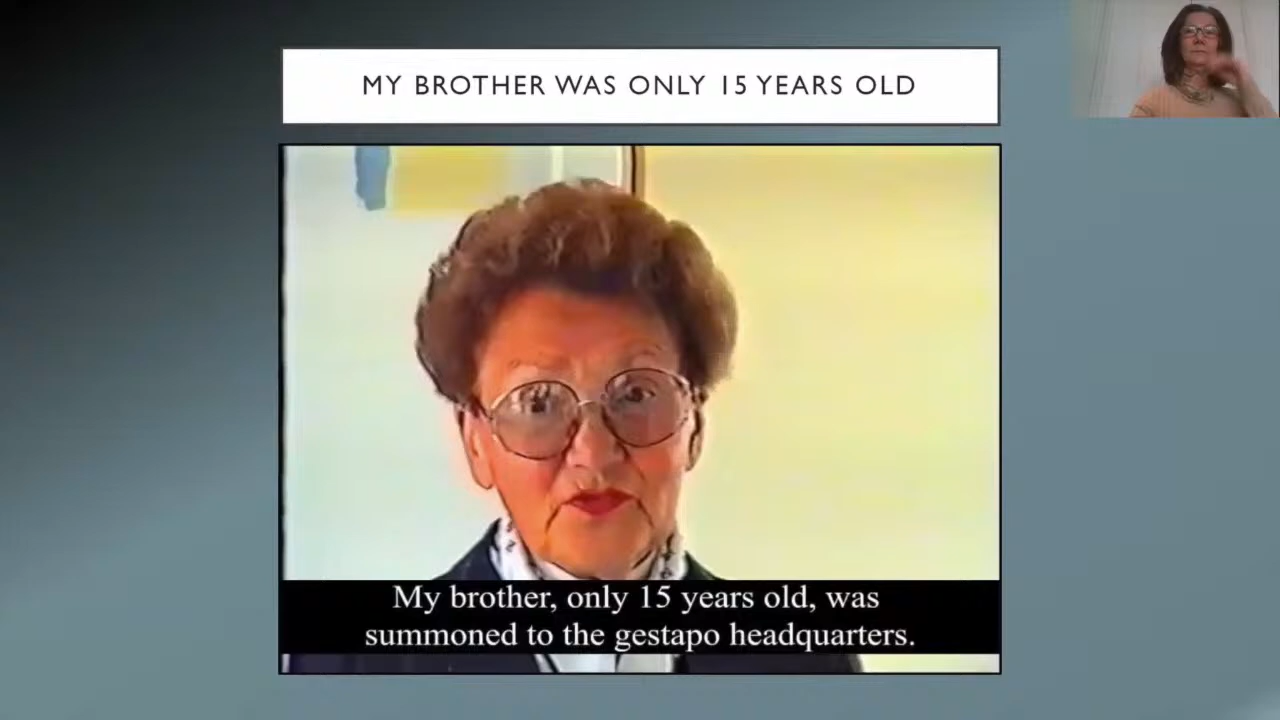 MY BROTHER WAS ONLY 15 YEARS OLD
My brother, only 15 years old, was
summoned to the gestapo headquarters.